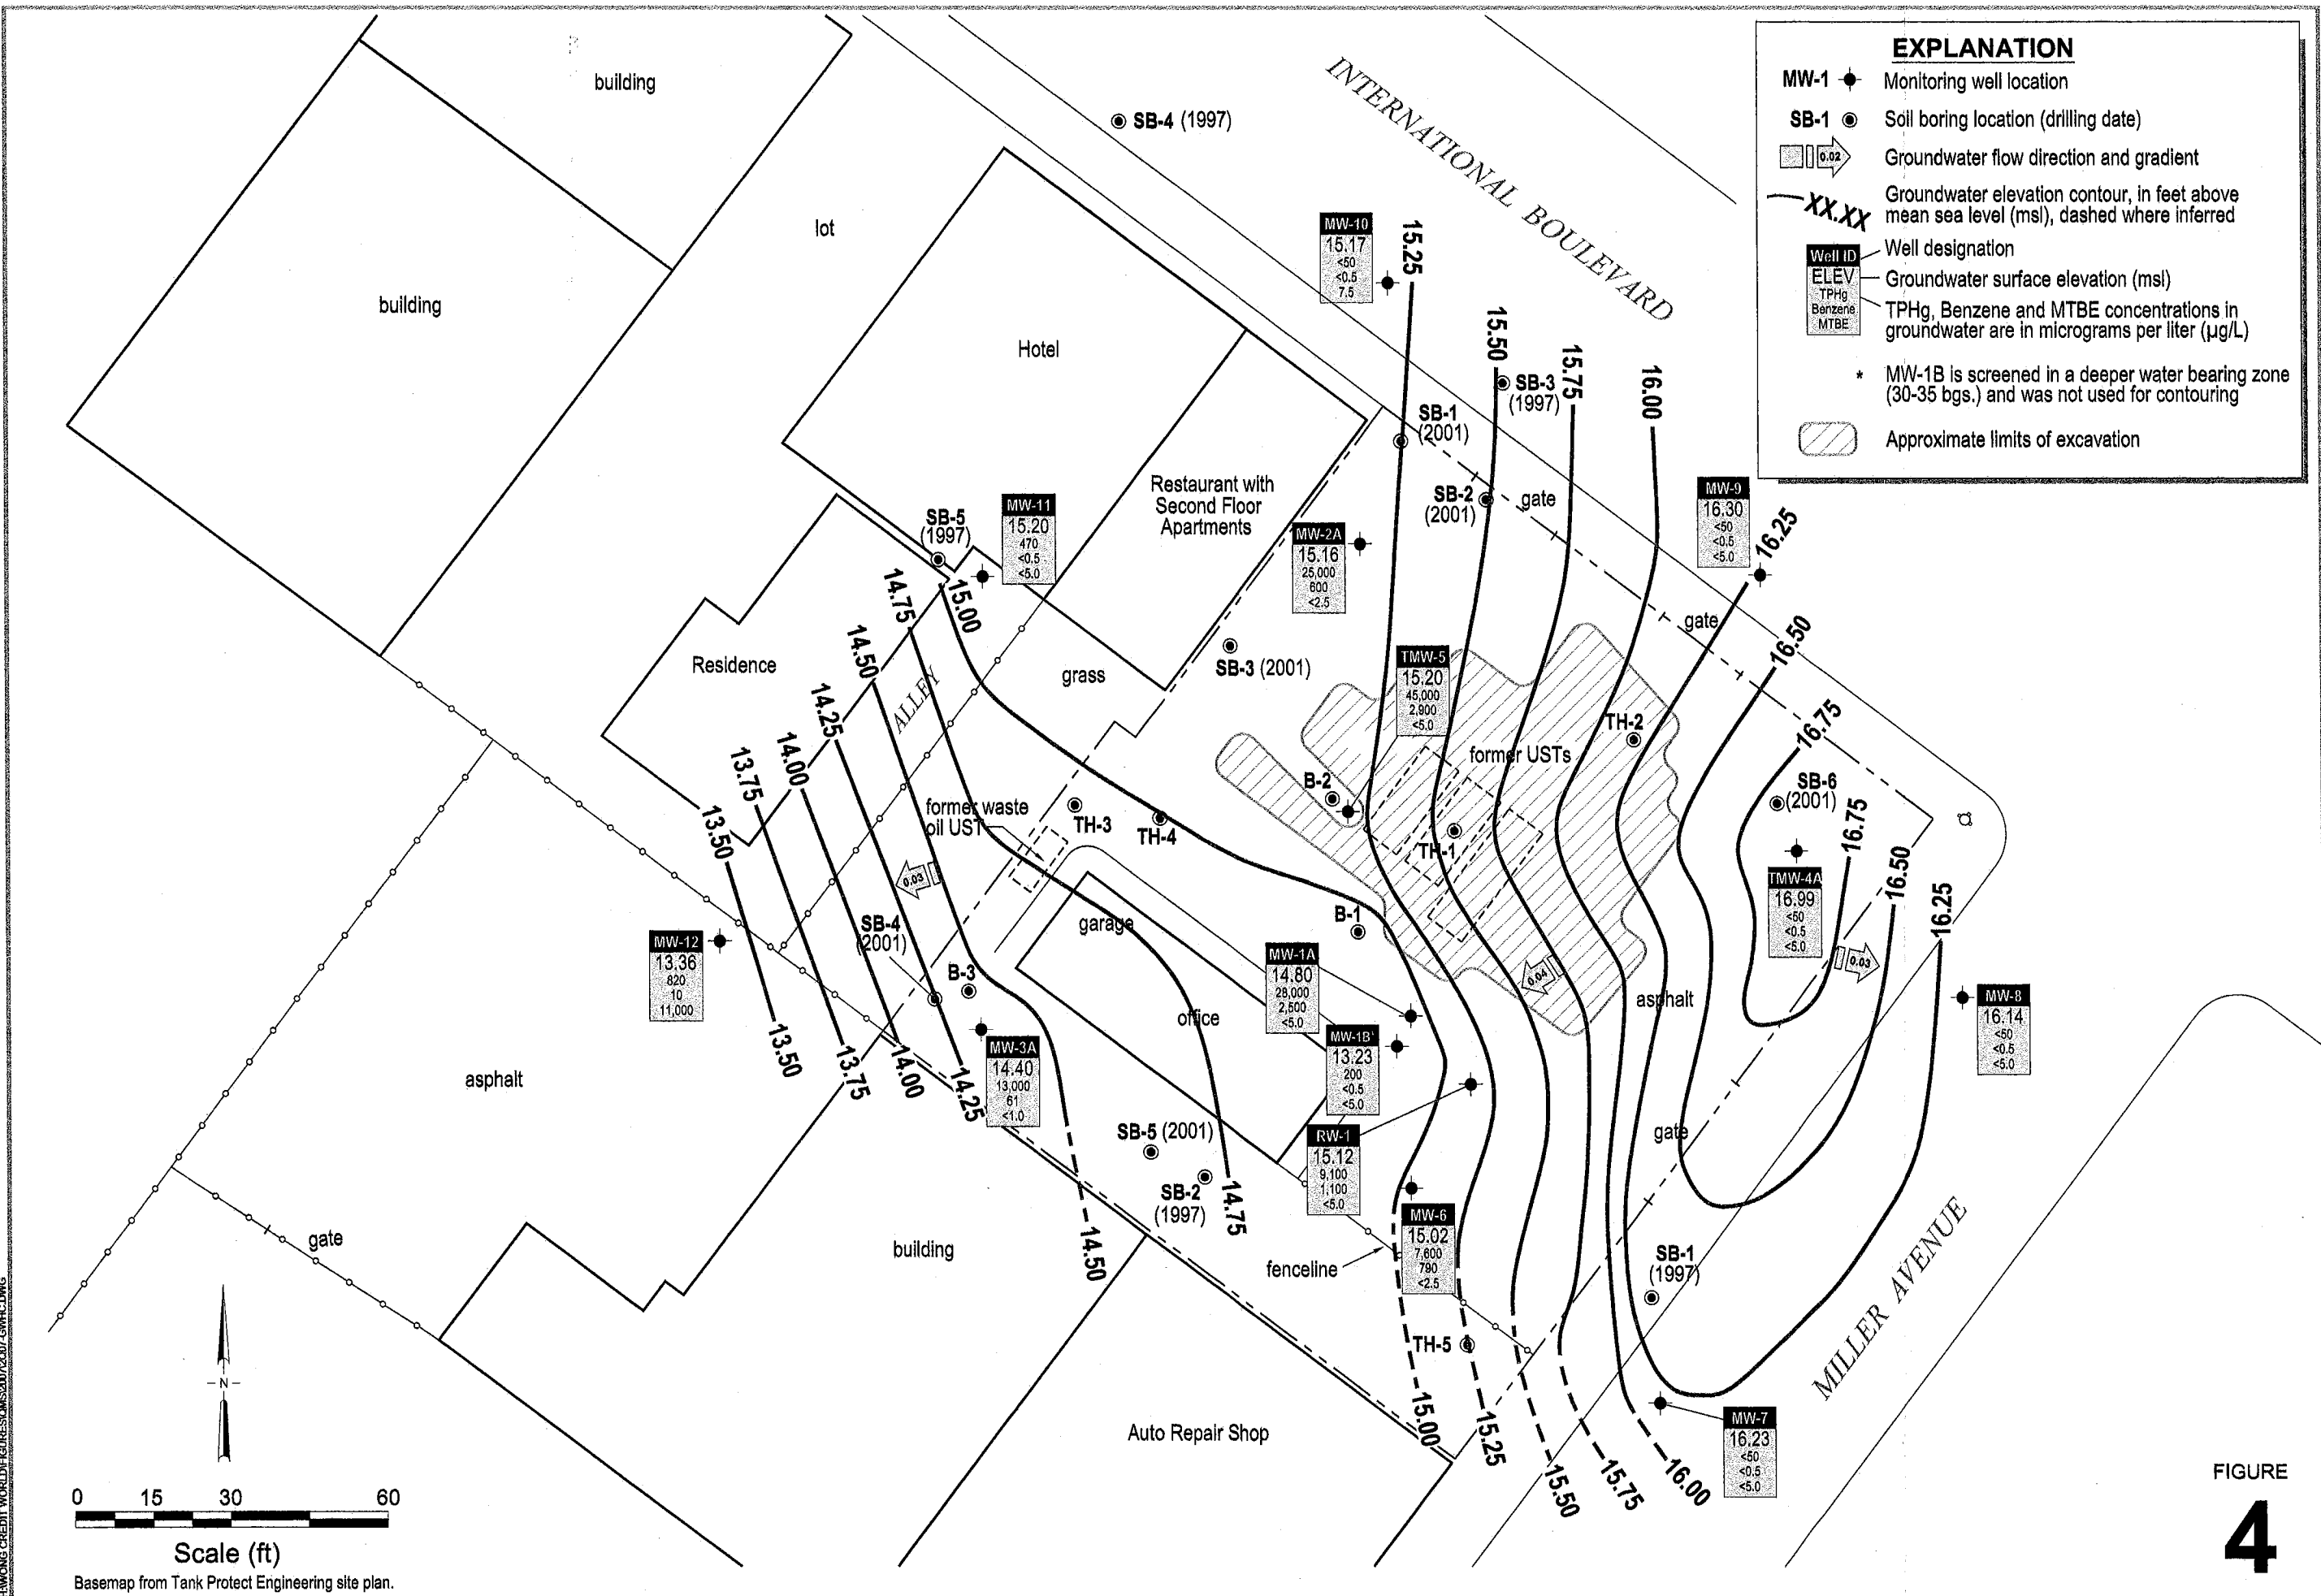 EXPLANATION
MW-1 Monitoring well location
SB-1 Soil boring location (drilling date)
0.02 Groundwater flow direction and gradient
XX.XX Groundwater elevation contour, in feet above
mean sea level (msl), dashed where inferred
Well ID Well designation
ELEV Groundwater surface elevation (msl)
TPHg
Benzene
MTBE
TPHg, Benzene and MTBE concentrations in
groundwater are in micrograms per liter (µg/L)
* MW-1B is screened in a deeper water bearing zone
(30-35 bgs.) and was not used for contouring
Approximate limits of excavation
building
SB-4 (1997)
INTERNATIONAL BOULEVARD
lot
building
Hotel
MW-10
15.17
<50
<0.5
7.5
15.25
15.50
15.75
16.00
SB-3
(1997)
SB-1
(2001)
SB-2
(2001)
gate
Restaurant with
Second Floor
Apartments
MW-9
16.30
<50
<0.5
<5.0
16.25
MW-11
15.20
470
<0.5
<5.0
SB-5
(1997)
MW-2A
15.16
25,000
600
<2.5
14.75
15.00
gate
16.50
14.50
Residence
ALLEY
grass
SB-3 (2001)
TMW-5
15.20
45,000
2,900
<5.0
14.25
TH-2
16.75
14.00
13.75
former USTs
SB-6
(2001)
B-2
former waste
oil UST
TH-3
TH-4
TH-1
13.50
16.75
16.50
16.25
0.03
TMW-4A
16.99
<50
<0.5
<5.0
0.03
garage
B-1
SB-4
(2001)
MW-12
13.36
820
10
11,000
B-3
MW-1A
14.80
28,000
2,500
<5.0
0.04
asphalt
office
MW-8
16.14
<50
<0.5
<5.0
MW-1B*
13.23
200
<0.5
<5.0
MW-3A
14.40
13,000
61
<1.0
13.50
13.75
14.00
14.25
asphalt
SB-5 (2001)
SB-2
(1997)
14.75
RW-1
15.12
9,100
1,100
<5.0
gate
MW-6
15.02
7,600
790
<2.5
gate
building
14.50
fenceline
SB-1
(1997)
MILLER AVENUE
TH-5
N
Auto Repair Shop
15.00
15.25
15.50
15.75
16.00
MW-7
16.23
<50
<0.5
<5.0
0 15 30 60
Scale (ft)
Basemap from Tank Protect Engineering site plan.
FIGURE
4